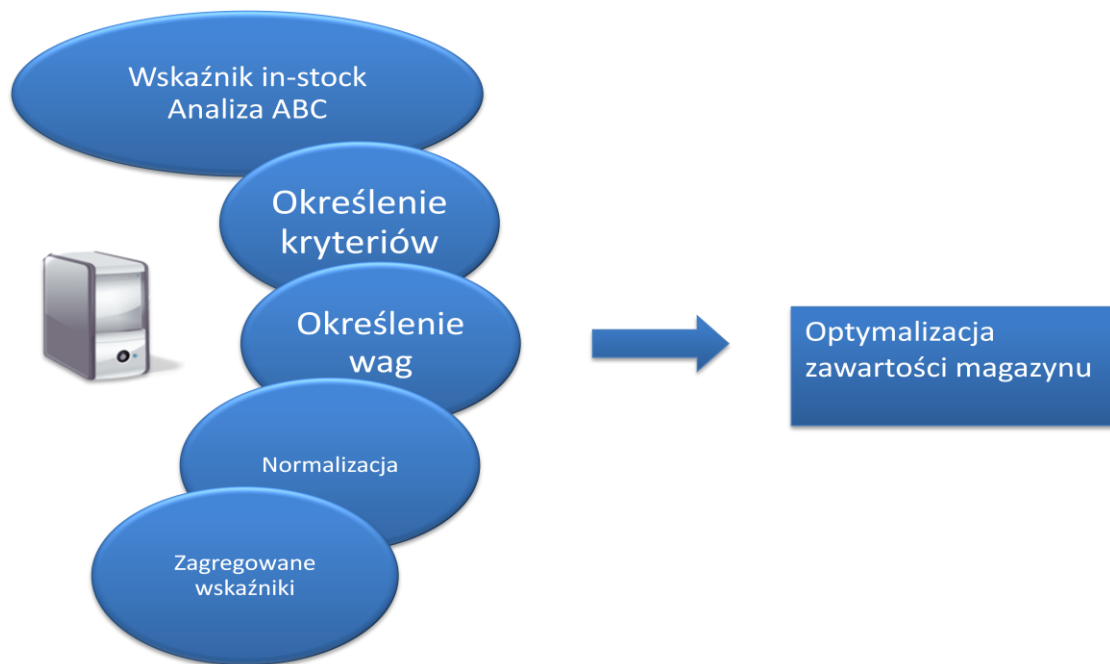 Wskaźnik in-stock
Analiza ABC
Określenie
kryteriów
Określenie
wag
Normalizacja
Zagregowane
wskaźniki
Optymalizacja
zawartości magazynu